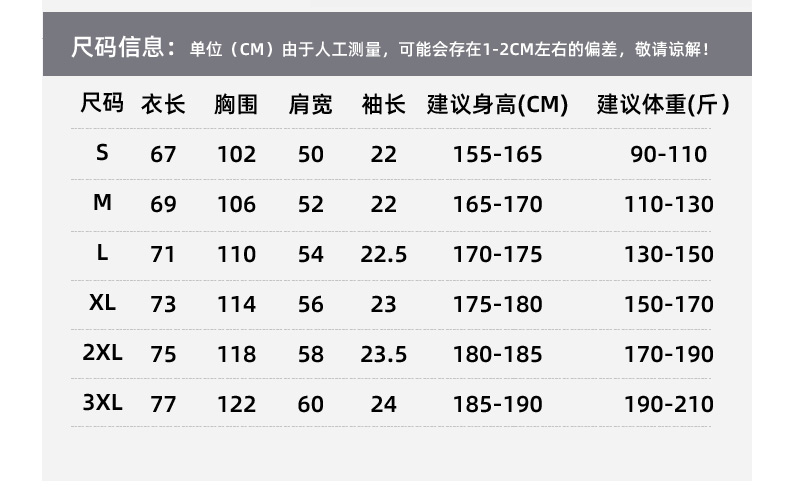 尺码信息：单位（CM）由于人工测量，可能会存在1-2CM左右的偏差，敬请谅解！
尺码 衣长 胸围 肩宽 袖长 建议身高(CM) 建议体重(斤)
S 67 102 50 22 155-165 90-110
M 69 106 52 22 165-170 110-130
L 71 110 54 22.5 170-175 130-150
XL 73 114 56 23 175-180 150-170
2XL 75 118 58 23.5 180-185 170-190
3XL 77 122 60 24 185-190 190-210